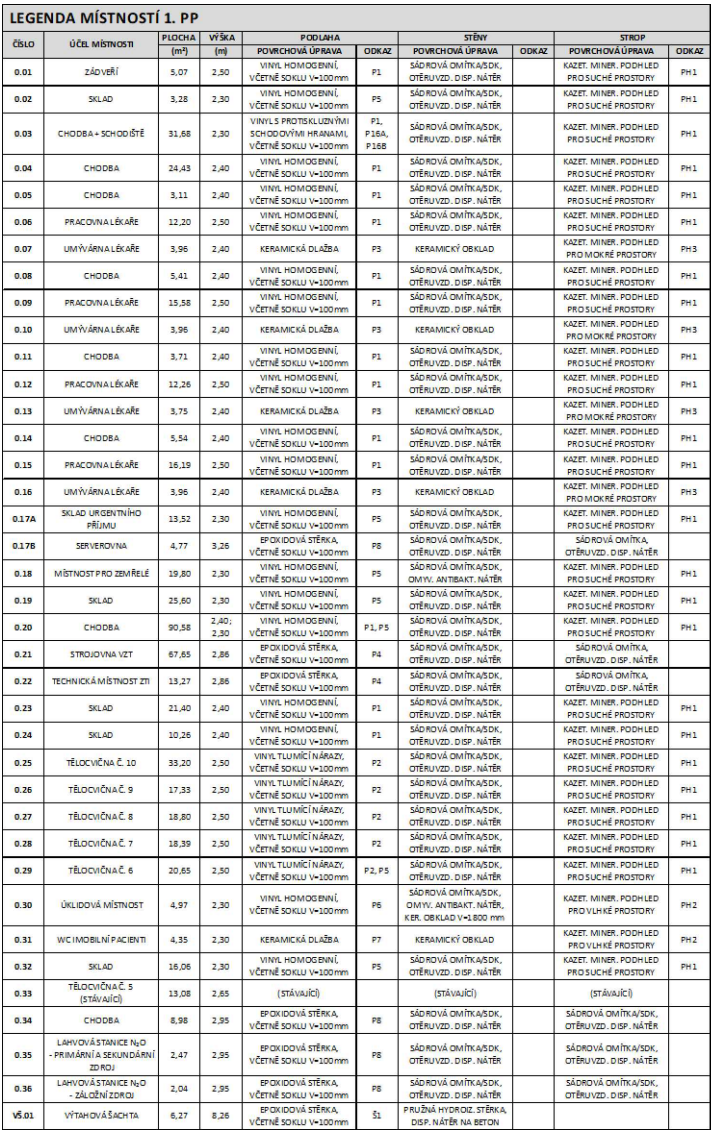 LEGENDA MÍSTNOSTÍ 1. PP
ČÍSLO ÚČEL MÍSTNOSTI PLOCHA (m²) VÝŠKA (m) PODLAHA STĚNY STROP
POVRCHOVÁ ÚPRAVA ODKAZ POVRCHOVÁ ÚPRAVA ODKAZ POVRCHOVÁ ÚPRAVA ODKAZ
0.01 ZÁDVEŘÍ 5,07 2,50 VINYL HOMOGENNÍ, VČETNĚ SOKLU V=100mm P1 SÁDROVÁ OMÍTKA/SDK, OTĚRUVZD. DISP. NÁTĚR KAZET. MINER. PODHLED PRO SUCHÉ PROSTORY PH1
0.02 SKLAD 3,28 2,30 VINYL HOMOGENNÍ, VČETNĚ SOKLU V=100mm P5 SÁDROVÁ OMÍTKA/SDK, OTĚRUVZD. DISP. NÁTĚR KAZET. MINER. PODHLED PRO SUCHÉ PROSTORY PH1
0.03 CHODBA + SCHODIŠTĚ 31,68 2,30 VINYL S PROTISKLUZNÝMI SCHODOVÝMI HRANAMI, VČETNĚ SOKLU V=100mm P1, P16A, P16B SÁDROVÁ OMÍTKA/SDK, OTĚRUVZD. DISP. NÁTĚR KAZET. MINER. PODHLED PRO SUCHÉ PROSTORY PH1
0.04 CHODBA 24,43 2,40 VINYL HOMOGENNÍ, VČETNĚ SOKLU V=100mm P1 SÁDROVÁ OMÍTKA/SDK, OTĚRUVZD. DISP. NÁTĚR KAZET. MINER. PODHLED PRO SUCHÉ PROSTORY PH1
0.05 CHODBA 3,11 2,40 VINYL HOMOGENNÍ, VČETNĚ SOKLU V=100mm P1 SÁDROVÁ OMÍTKA/SDK, OTĚRUVZD. DISP. NÁTĚR KAZET. MINER. PODHLED PRO SUCHÉ PROSTORY PH1
0.06 PRACOVNA LÉKAŘE 12,20 2,50 VINYL HOMOGENNÍ, VČETNĚ SOKLU V=100mm P1 SÁDROVÁ OMÍTKA/SDK, OTĚRUVZD. DISP. NÁTĚR KAZET. MINER. PODHLED PRO SUCHÉ PROSTORY PH1
0.07 UMÝVÁRNA LÉKAŘE 3,96 2,40 KERAMICKÁ DLAŽBA P3 KERAMICKÝ OBKLAD KAZET. MINER. PODHLED PRO MOKRÉ PROSTORY PH3
0.08 CHODBA 5,41 2,40 VINYL HOMOGENNÍ, VČETNĚ SOKLU V=100mm P1 SÁDROVÁ OMÍTKA/SDK, OTĚRUVZD. DISP. NÁTĚR KAZET. MINER. PODHLED PRO SUCHÉ PROSTORY PH1
0.09 PRACOVNA LÉKAŘE 15,58 2,50 VINYL HOMOGENNÍ, VČETNĚ SOKLU V=100mm P1 SÁDROVÁ OMÍTKA/SDK, OTĚRUVZD. DISP. NÁTĚR KAZET. MINER. PODHLED PRO SUCHÉ PROSTORY PH1
0.10 UMÝVÁRNA LÉKAŘE 3,96 2,40 KERAMICKÁ DLAŽBA P3 KERAMICKÝ OBKLAD KAZET. MINER. PODHLED PRO MOKRÉ PROSTORY PH3
0.11 CHODBA 3,71 2,40 VINYL HOMOGENNÍ, VČETNĚ SOKLU V=100mm P1 SÁDROVÁ OMÍTKA/SDK, OTĚRUVZD. DISP. NÁTĚR KAZET. MINER. PODHLED PRO SUCHÉ PROSTORY PH1
0.12 PRACOVNA LÉKAŘE 12,26 2,50 VINYL HOMOGENNÍ, VČETNĚ SOKLU V=100mm P1 SÁDROVÁ OMÍTKA/SDK, OTĚRUVZD. DISP. NÁTĚR KAZET. MINER. PODHLED PRO SUCHÉ PROSTORY PH1
0.13 UMÝVÁRNA LÉKAŘE 3,75 2,40 KERAMICKÁ DLAŽBA P3 KERAMICKÝ OBKLAD KAZET. MINER. PODHLED PRO MOKRÉ PROSTORY PH3
0.14 CHODBA 5,54 2,40 VINYL HOMOGENNÍ, VČETNĚ SOKLU V=100mm P1 SÁDROVÁ OMÍTKA/SDK, OTĚRUVZD. DISP. NÁTĚR KAZET. MINER. PODHLED PRO SUCHÉ PROSTORY PH1
0.15 PRACOVNA LÉKAŘE 16,19 2,50 VINYL HOMOGENNÍ, VČETNĚ SOKLU V=100mm P1 SÁDROVÁ OMÍTKA/SDK, OTĚRUVZD. DISP. NÁTĚR KAZET. MINER. PODHLED PRO SUCHÉ PROSTORY PH1
0.16 UMÝVÁRNA LÉKAŘE 3,96 2,40 KERAMICKÁ DLAŽBA P3 KERAMICKÝ OBKLAD KAZET. MINER. PODHLED PRO MOKRÉ PROSTORY PH3
0.17A SKLAD URGENTNÍHO PŘÍJMU 13,52 2,30 VINYL HOMOGENNÍ, VČETNĚ SOKLU V=100mm P5 SÁDROVÁ OMÍTKA/SDK, OTĚRUVZD. DISP. NÁTĚR KAZET. MINER. PODHLED PRO SUCHÉ PROSTORY PH1
0.17B SERVEROVNA 4,77 3,26 EPOXIDOVÁ STĚRKA, VČETNĚ SOKLU V=100mm P8 SÁDROVÁ OMÍTKA/SDK, OTĚRUVZD. DISP. NÁTĚR SÁDROVÁ OMÍTKA, OTĚRUVZD. DISP. NÁTĚR
0.18 MÍSTNOST PRO ZEMŘELÉ 19,80 2,30 VINYL HOMOGENNÍ, VČETNĚ SOKLU V=100mm P5 SÁDROVÁ OMÍTKA/SDK, OMYV. ANTIBAKT. NÁTĚR KAZET. MINER. PODHLED PRO SUCHÉ PROSTORY PH1
0.19 SKLAD 25,60 2,30 VINYL HOMOGENNÍ, VČETNĚ SOKLU V=100mm P5 SÁDROVÁ OMÍTKA/SDK, OTĚRUVZD. DISP. NÁTĚR KAZET. MINER. PODHLED PRO SUCHÉ PROSTORY PH1
0.20 CHODBA 90,58 2,40; 2,30 VINYL HOMOGENNÍ, VČETNĚ SOKLU V=100mm P1, P5 SÁDROVÁ OMÍTKA/SDK, OTĚRUVZD. DISP. NÁTĚR KAZET. MINER. PODHLED PRO SUCHÉ PROSTORY PH1
0.21 STROJOVNA VZT 67,65 2,86 EPOXIDOVÁ STĚRKA, VČETNĚ SOKLU V=100mm P4 SÁDROVÁ OMÍTKA/SDK, OTĚRUVZD. DISP. NÁTĚR SÁDROVÁ OMÍTKA, OTĚRUVZD. DISP. NÁTĚR
0.22 TECHNICKÁ MÍSTNOST ZTI 13,27 2,86 EPOXIDOVÁ STĚRKA, VČETNĚ SOKLU V=100mm P4 SÁDROVÁ OMÍTKA/SDK, OTĚRUVZD. DISP. NÁTĚR SÁDROVÁ OMÍTKA, OTĚRUVZD. DISP. NÁTĚR
0.23 SKLAD 21,40 2,40 VINYL HOMOGENNÍ, VČETNĚ SOKLU V=100mm P1 SÁDROVÁ OMÍTKA/SDK, OTĚRUVZD. DISP. NÁTĚR KAZET. MINER. PODHLED PRO SUCHÉ PROSTORY PH1
0.24 SKLAD 10,26 2,40 VINYL HOMOGENNÍ, VČETNĚ SOKLU V=100mm P1 SÁDROVÁ OMÍTKA/SDK, OTĚRUVZD. DISP. NÁTĚR KAZET. MINER. PODHLED PRO SUCHÉ PROSTORY PH1
0.25 TĚLOCVIČNA Č. 10 33,20 2,50 VINYL TLUMÍCÍ NÁRAZY, VČETNĚ SOKLU V=100mm P2 SÁDROVÁ OMÍTKA/SDK, OTĚRUVZD. DISP. NÁTĚR KAZET. MINER. PODHLED PRO SUCHÉ PROSTORY PH1
0.26 TĚLOCVIČNA Č. 9 17,33 2,50 VINYL TLUMÍCÍ NÁRAZY, VČETNĚ SOKLU V=100mm P2 SÁDROVÁ OMÍTKA/SDK, OTĚRUVZD. DISP. NÁTĚR KAZET. MINER. PODHLED PRO SUCHÉ PROSTORY PH1
0.27 TĚLOCVIČNA Č. 8 18,80 2,50 VINYL TLUMÍCÍ NÁRAZY, VČETNĚ SOKLU V=100mm P2 SÁDROVÁ OMÍTKA/SDK, OTĚRUVZD. DISP. NÁTĚR KAZET. MINER. PODHLED PRO SUCHÉ PROSTORY PH1
0.28 TĚLOCVIČNA Č. 7 18,39 2,50 VINYL TLUMÍCÍ NÁRAZY, VČETNĚ SOKLU V=100mm P2 SÁDROVÁ OMÍTKA/SDK, OTĚRUVZD. DISP. NÁTĚR KAZET. MINER. PODHLED PRO SUCHÉ PROSTORY PH1
0.29 TĚLOCVIČNA Č. 6 20,65 2,50 VINYL TLUMÍCÍ NÁRAZY, VČETNĚ SOKLU V=100mm P2, P5 SÁDROVÁ OMÍTKA/SDK, OTĚRUVZD. DISP. NÁTĚR KAZET. MINER. PODHLED PRO SUCHÉ PROSTORY PH1
0.30 ÚKLIDOVÁ MÍSTNOST 4,97 2,30 VINYL HOMOGENNÍ, VČETNĚ SOKLU V=100mm P6 SÁDROVÁ OMÍTKA/SDK, OMYV. ANTIBAKT. NÁTĚR, KER. OBKLAD V=1800 mm KAZET. MINER. PODHLED PRO VLHKÉ PROSTORY PH2
0.31 WC IMOBILNÍ PACIENTI 4,35 2,30 KERAMICKÁ DLAŽBA P7 KERAMICKÝ OBKLAD KAZET. MINER. PODHLED PRO VLHKÉ PROSTORY PH2
0.32 SKLAD 16,06 2,30 VINYL HOMOGENNÍ, VČETNĚ SOKLU V=100mm P5 SÁDROVÁ OMÍTKA/SDK, OTĚRUVZD. DISP. NÁTĚR KAZET. MINER. PODHLED PRO SUCHÉ PROSTORY PH1
0.33 TĚLOCVIČNA Č. 5 (STÁVAJÍCÍ) 13,08 2,65 (STÁVAJÍCÍ) (STÁVAJÍCÍ) (STÁVAJÍCÍ)
0.34 CHODBA 8,98 2,95 EPOXIDOVÁ STĚRKA, VČETNĚ SOKLU V=100mm P8 SÁDROVÁ OMÍTKA/SDK, OTĚRUVZD. DISP. NÁTĚR SÁDROVÁ OMÍTKA/SDK, OTĚRUVZD. DISP. NÁTĚR
0.35 LAHVOVÁ STANICE N₂O - PRIMÁRNÍ A SEKUNDÁRNÍ ZDROJ 2,47 2,95 EPOXIDOVÁ STĚRKA, VČETNĚ SOKLU V=100mm P8 SÁDROVÁ OMÍTKA/SDK, OTĚRUVZD. DISP. NÁTĚR SÁDROVÁ OMÍTKA/SDK, OTĚRUVZD. DISP. NÁTĚR
0.36 LAHVOVÁ STANICE N₂O - ZÁLOŽNÍ ZDROJ 2,04 2,95 EPOXIDOVÁ STĚRKA, VČETNĚ SOKLU V=100mm P8 SÁDROVÁ OMÍTKA/SDK, OTĚRUVZD. DISP. NÁTĚR SÁDROVÁ OMÍTKA/SDK, OTĚRUVZD. DISP. NÁTĚR
VŠ.01 VÝTAHOVÁ ŠACHTA 6,27 8,26 EPOXIDOVÁ STĚRKA, VČETNĚ SOKLU V=100mm Š1 PRUŽNÁ HYDROIZ. STĚRKA, DISP. NÁTĚR NA BETON